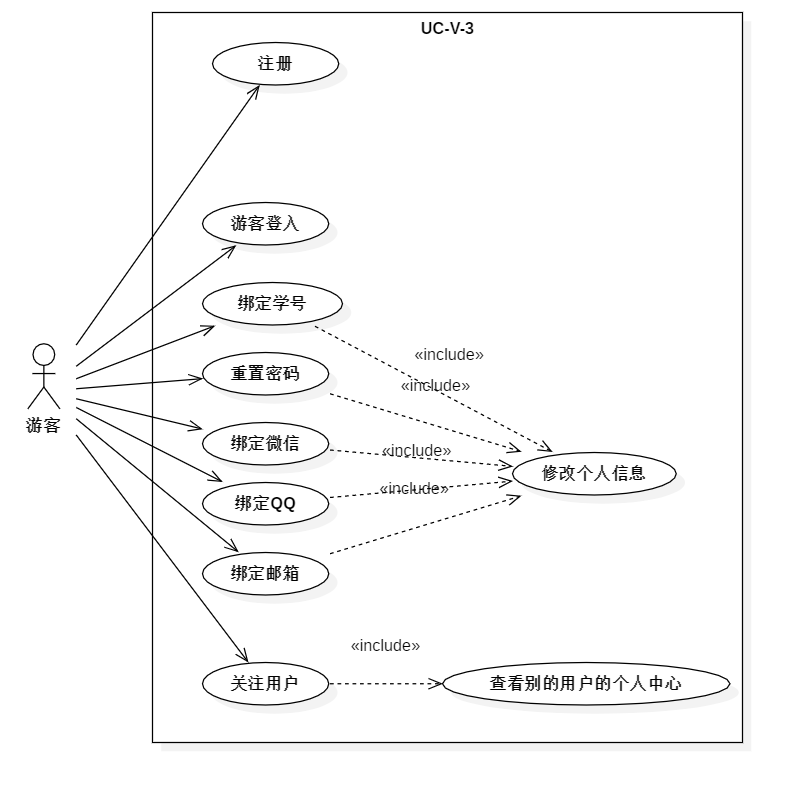 UC-V-3
注册
游客登入
绑定学号
«include»
重置密码
«include»
游客
绑定微信
«include»
修改个人信息
绑定QQ
«include»
绑定邮箱
«include»
关注用户
查看别的用户的个人中心